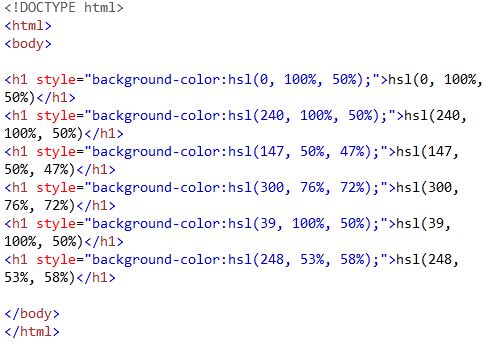 <!DOCTYPE html>
<html>
<body>
<h1 style="background-color:hsl(0, 100%, 50%);">hsl(0, 100%,
50%)</h1>
<h1 style="background-color:hsl(240, 100%, 50%);">hsl(240,
100%, 50%)</h1>
<h1 style="background-color:hsl(147, 50%, 47%);">hsl(147,
50%, 47%)</h1>
<h1 style="background-color:hsl(300, 76%, 72%);">hsl(300,
76%, 72%)</h1>
<h1 style="background-color:hsl(39, 100%, 50%);">hsl(39,
100%, 50%)</h1>
<h1 style="background-color:hsl(248, 53%, 58%);">hsl(248,
53%, 58%)</h1>
</body>
</html>